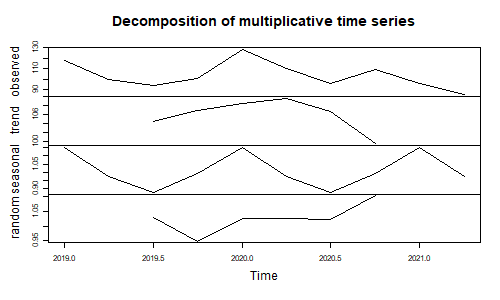 Decomposition of multiplicative time series
observed
130
110
90
trend
106
100
seasonal
1.05
0.90
random
1.05
0.95
2019.0 2019.5 2020.0 2020.5 2021.0
Time